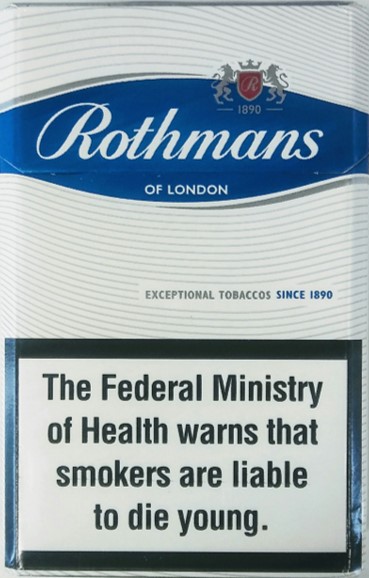 R
1890
Rothmans
OF LONDON
EXCEPTIONAL TOBACCOS SINCE 1890
The Federal Ministry
of Health warns that
smokers are liable
to die young.